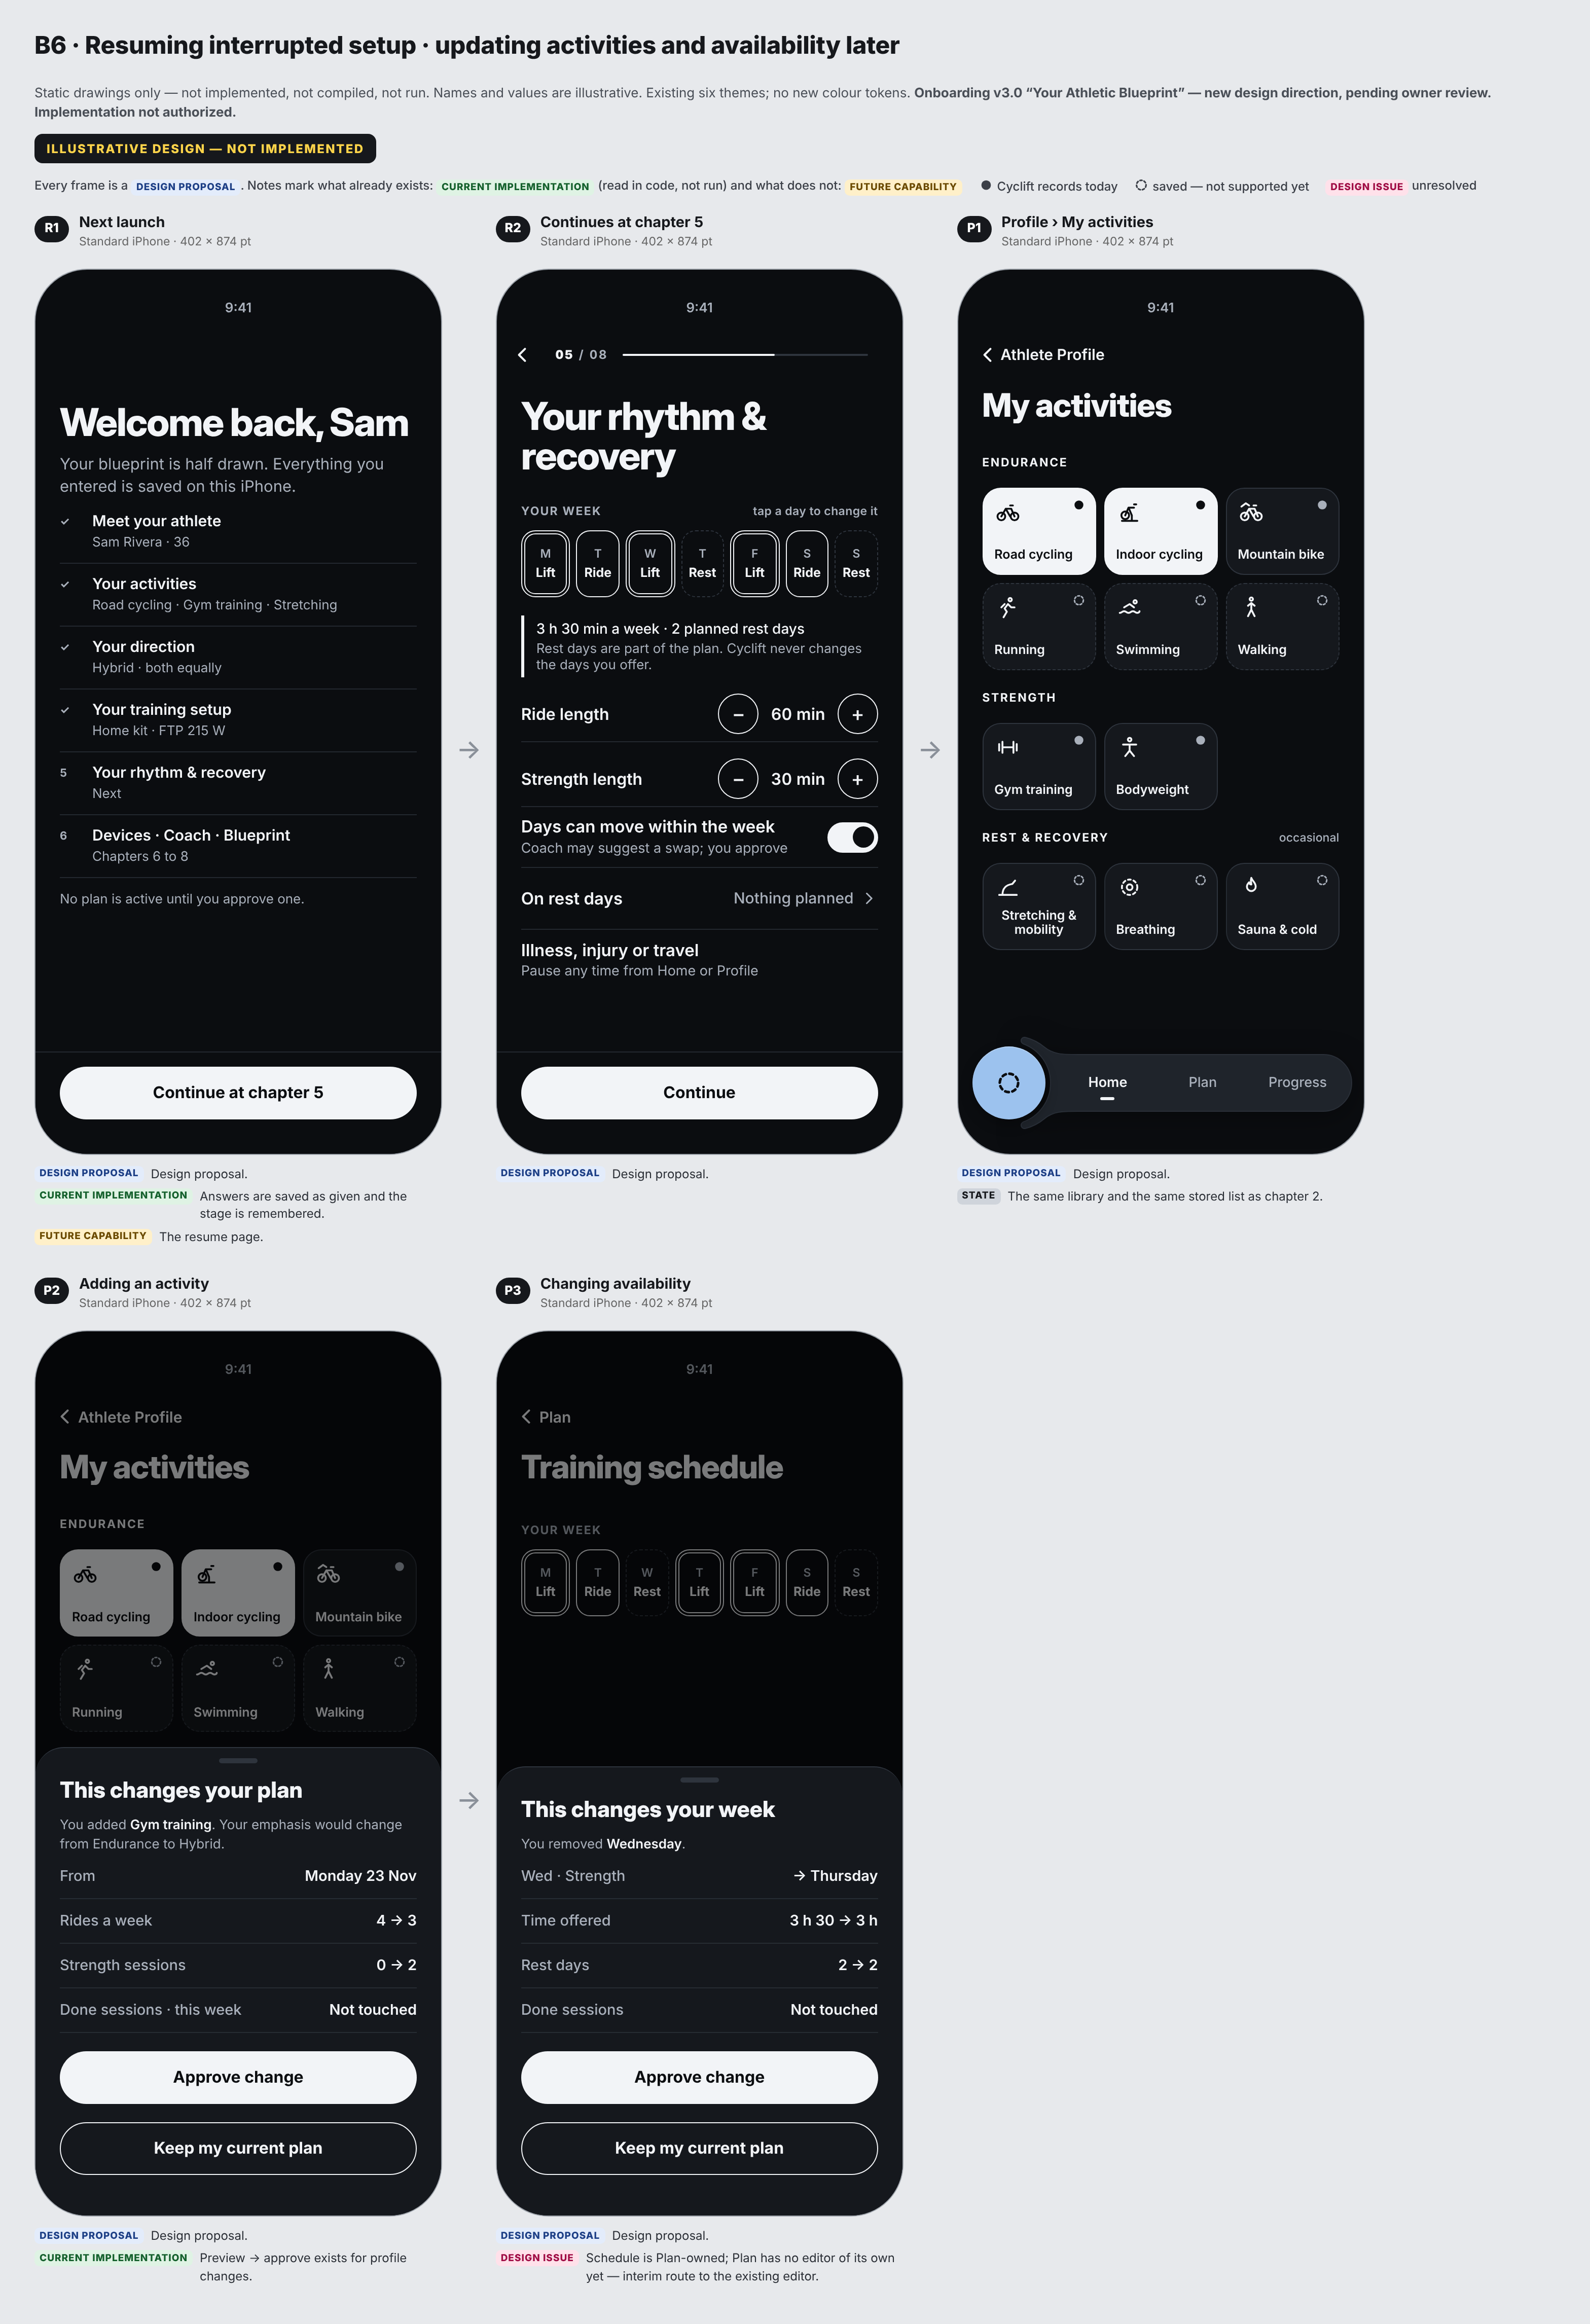 B6 · Resuming interrupted setup · updating activities and availability later
Static drawings only — not implemented, not compiled, not run. Names and values are illustrative. Existing six themes; no new colour tokens. Onboarding v3.0 “Your Athletic Blueprint” — new design direction, pending owner review.
Implementation not authorized.
ILLUSTRATIVE DESIGN — NOT IMPLEMENTED
Every frame is a DESIGN PROPOSAL . Notes mark what already exists: CURRENT IMPLEMENTATION (read in code, not run) and what does not: FUTURE CAPABILITY Cyclift records today saved — not supported yet DESIGN ISSUE unresolved
R1 Next launch
Standard iPhone · 402 × 874 pt
9:41
Welcome back, Sam
Your blueprint is half drawn. Everything you
entered is saved on this iPhone.
✓ Meet your athlete
Sam Rivera · 36
✓ Your activities
Road cycling · Gym training · Stretching
✓ Your direction
Hybrid · both equally
✓ Your training setup
Home kit · FTP 215 W
5 Your rhythm & recovery
Next
6 Devices · Coach · Blueprint
Chapters 6 to 8
No plan is active until you approve one.
Continue at chapter 5
DESIGN PROPOSAL Design proposal.
CURRENT IMPLEMENTATION Answers are saved as given and the
stage is remembered.
FUTURE CAPABILITY The resume page.
→
R2 Continues at chapter 5
Standard iPhone · 402 × 874 pt
9:41
05 / 08
Your rhythm &
recovery
YOUR WEEK tap a day to change it
M T W T F S S
Lift Ride Lift Rest Lift Ride Rest
3 h 30 min a week · 2 planned rest days
Rest days are part of the plan. Cyclift never changes
the days you offer.
Ride length − 60 min +
Strength length − 30 min +
Days can move within the week
Coach may suggest a swap; you approve
On rest days Nothing planned
Illness, injury or travel
Pause any time from Home or Profile
Continue
DESIGN PROPOSAL Design proposal.
→
P1 Profile › My activities
Standard iPhone · 402 × 874 pt
9:41
Athlete Profile
My activities
ENDURANCE
Road cycling Indoor cycling Mountain bike
Running Swimming Walking
STRENGTH
Gym training Bodyweight
REST & RECOVERY occasional
Stretching &
mobility Breathing Sauna & cold
Home Plan Progress
DESIGN PROPOSAL Design proposal.
STATE The same library and the same stored list as chapter 2.
P2 Adding an activity
Standard iPhone · 402 × 874 pt
9:41
Athlete Profile
My activities
ENDURANCE
Road cycling Indoor cycling Mountain bike
Running Swimming Walking
This changes your plan
You added Gym training. Your emphasis would change
from Endurance to Hybrid.
From Monday 23 Nov
Rides a week 4 → 3
Strength sessions 0 → 2
Done sessions · this week Not touched
Approve change
Keep my current plan
DESIGN PROPOSAL Design proposal.
CURRENT IMPLEMENTATION Preview → approve exists for profile
changes.
→
P3 Changing availability
Standard iPhone · 402 × 874 pt
9:41
Plan
Training schedule
YOUR WEEK
M T W T F S S
Lift Ride Rest Lift Lift Ride Rest
This changes your week
You removed Wednesday.
Wed · Strength → Thursday
Time offered 3 h 30 → 3 h
Rest days 2 → 2
Done sessions Not touched
Approve change
Keep my current plan
DESIGN PROPOSAL Design proposal.
DESIGN ISSUE Schedule is Plan-owned; Plan has no editor of its own
yet — interim route to the existing editor.